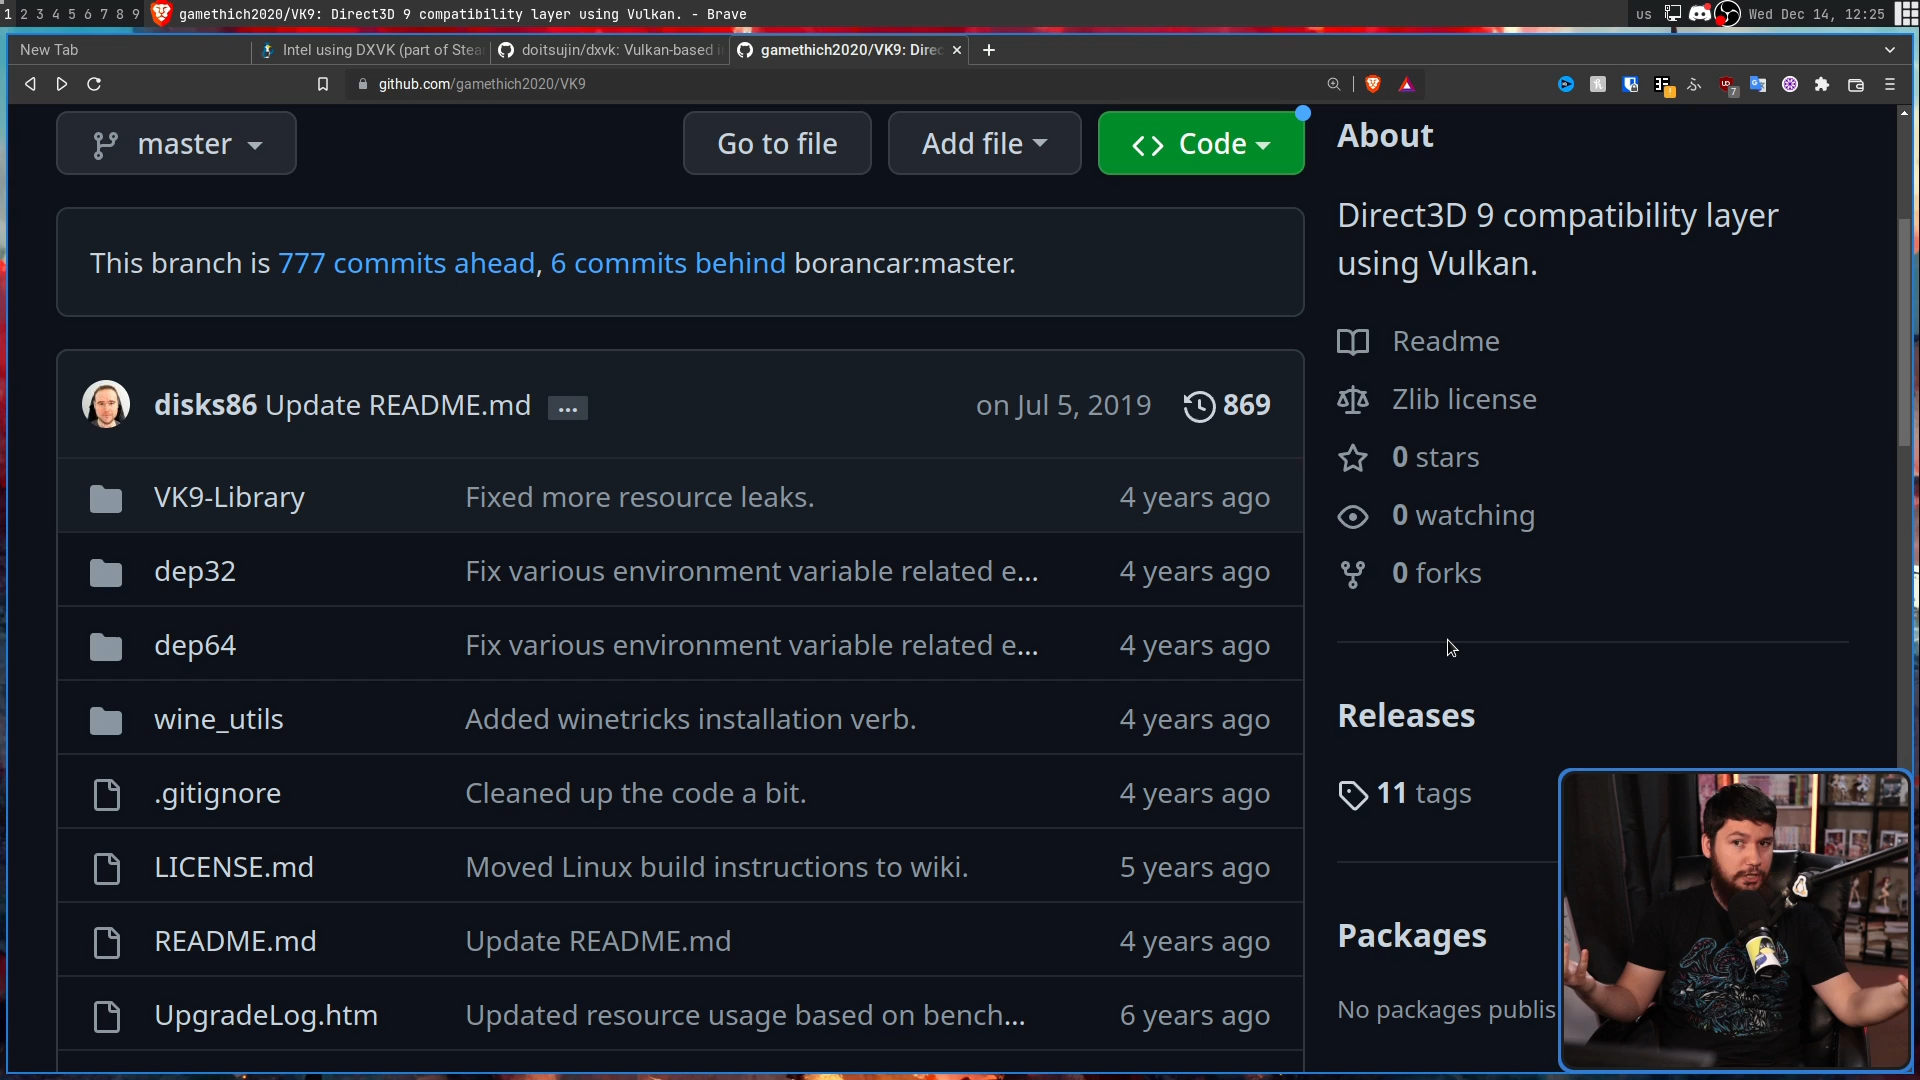 1 2 3 4 5 6 7 8 9 gamethich2020/VK9: Direct3D 9 compatibility layer using Vulkan. - Brave us Wed Dec 14, 12:25
New Tab Intel using DXVK (part of Stea doitsujin/dxvk: Vulkan-based i gamethich2020/VK9: Direc
github.com/gamethich2020/VK9 7
master Go to file Add file Code
About
Direct3D 9 compatibility layer
using Vulkan.
This branch is 777 commits ahead, 6 commits behind borancar:master.
Readme
Zlib license
0 stars
0 watching
0 forks
disks86 Update README.md ... on Jul 5, 2019 869
VK9-Library Fixed more resource leaks. 4 years ago
dep32 Fix various environment variable related e... 4 years ago
dep64 Fix various environment variable related e... 4 years ago
wine_utils Added winetricks installation verb. 4 years ago
.gitignore Cleaned up the code a bit. 4 years ago
LICENSE.md Moved Linux build instructions to wiki. 5 years ago
README.md Update README.md 4 years ago
UpgradeLog.htm Updated resource usage based on bench... 6 years ago
Releases
11 tags
Packages
No packages publis